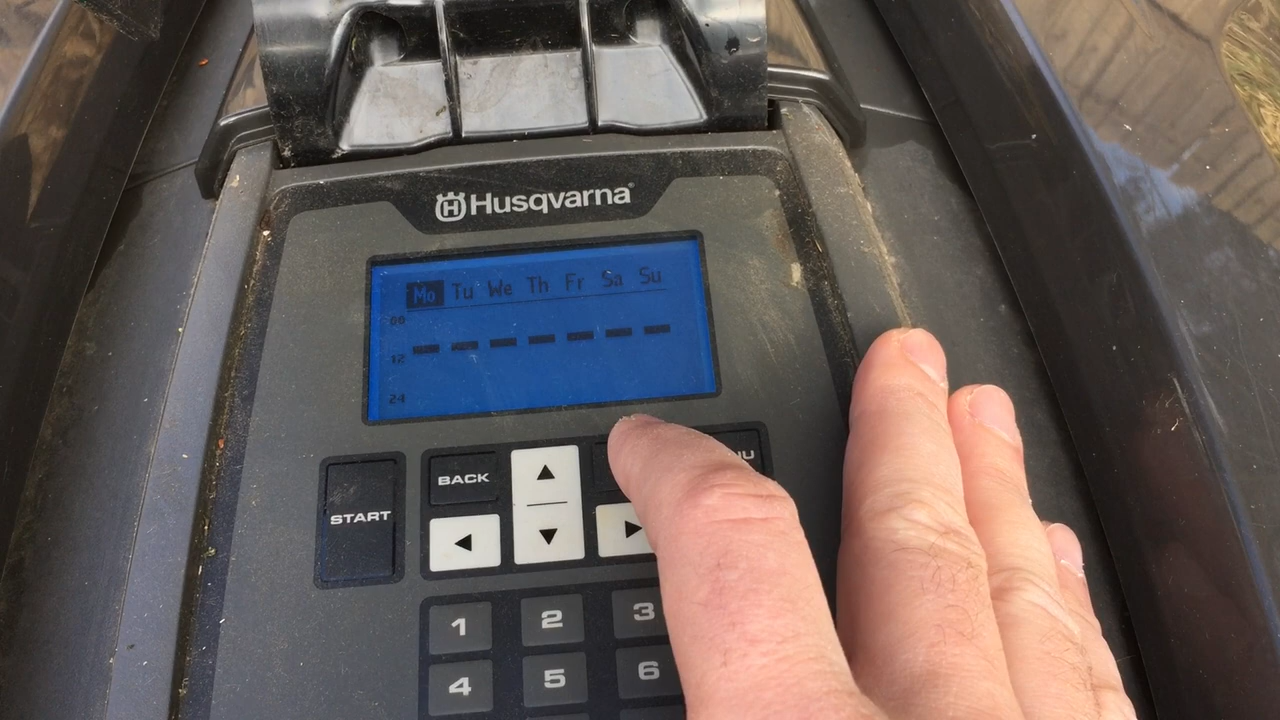 Husqvarna®
Mo Tu We Th Fr Sa Su
00
12
24
BACK
NU
START
1 2 3
4 5 6